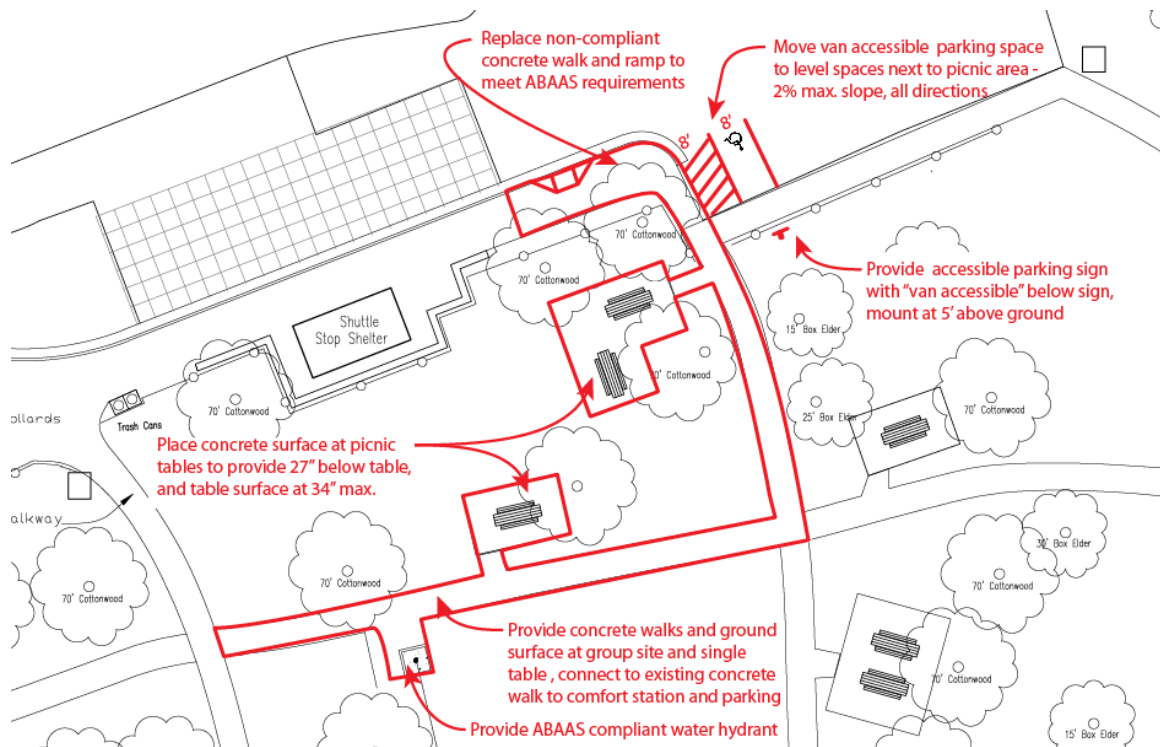 Replace non-compliant
concrete walk and ramp to
meet ABAAS requirements
Move van accessible parking space
to level spaces next to picnic area -
2% max. slope, all directions
8'
8'
70' Cottonwood
70' Cottonwood
Provide accessible parking sign
with "van accessible" below sign,
mount at 5' above ground
15' Box Elder
Shuttle
Stop Shelter
0' Cottonwood
70' Cottonwood
25' Box Elder
70' Cottonwood
ollards
Trash Cans
Place concrete surface at picnic
tables to provide 27" below table,
and table surface at 34" max.
alkway
30' Box Elder
70' Cottonwood
70' Cottonwood
70' Cottonwood
Provide concrete walks and ground
surface at group site and single
table , connect to existing concrete
walk to comfort station and parking
70' Cottonwood
Provide ABAAS compliant water hydrant
15' Box Elder